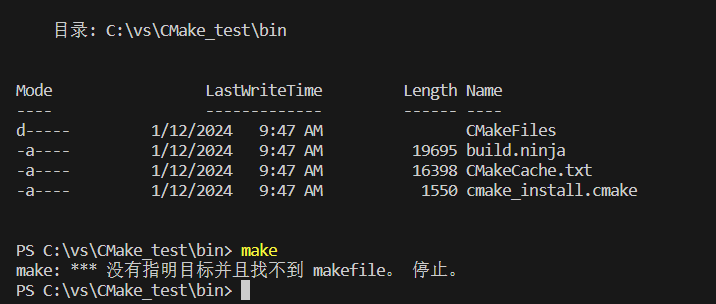 目录: C:\vs\CMake_test\bin
Mode                 LastWriteTime         Length Name
----                 -------------         ------ ----
d-----         1/12/2024   9:47 AM                CMakeFiles
-a----         1/12/2024   9:47 AM          19695 build.ninja
-a----         1/12/2024   9:47 AM          16398 CMakeCache.txt
-a----         1/12/2024   9:47 AM           1550 cmake_install.cmake
PS C:\vs\CMake_test\bin> make
make: *** 没有指明目标并且找不到 makefile。 停止。
PS C:\vs\CMake_test\bin>